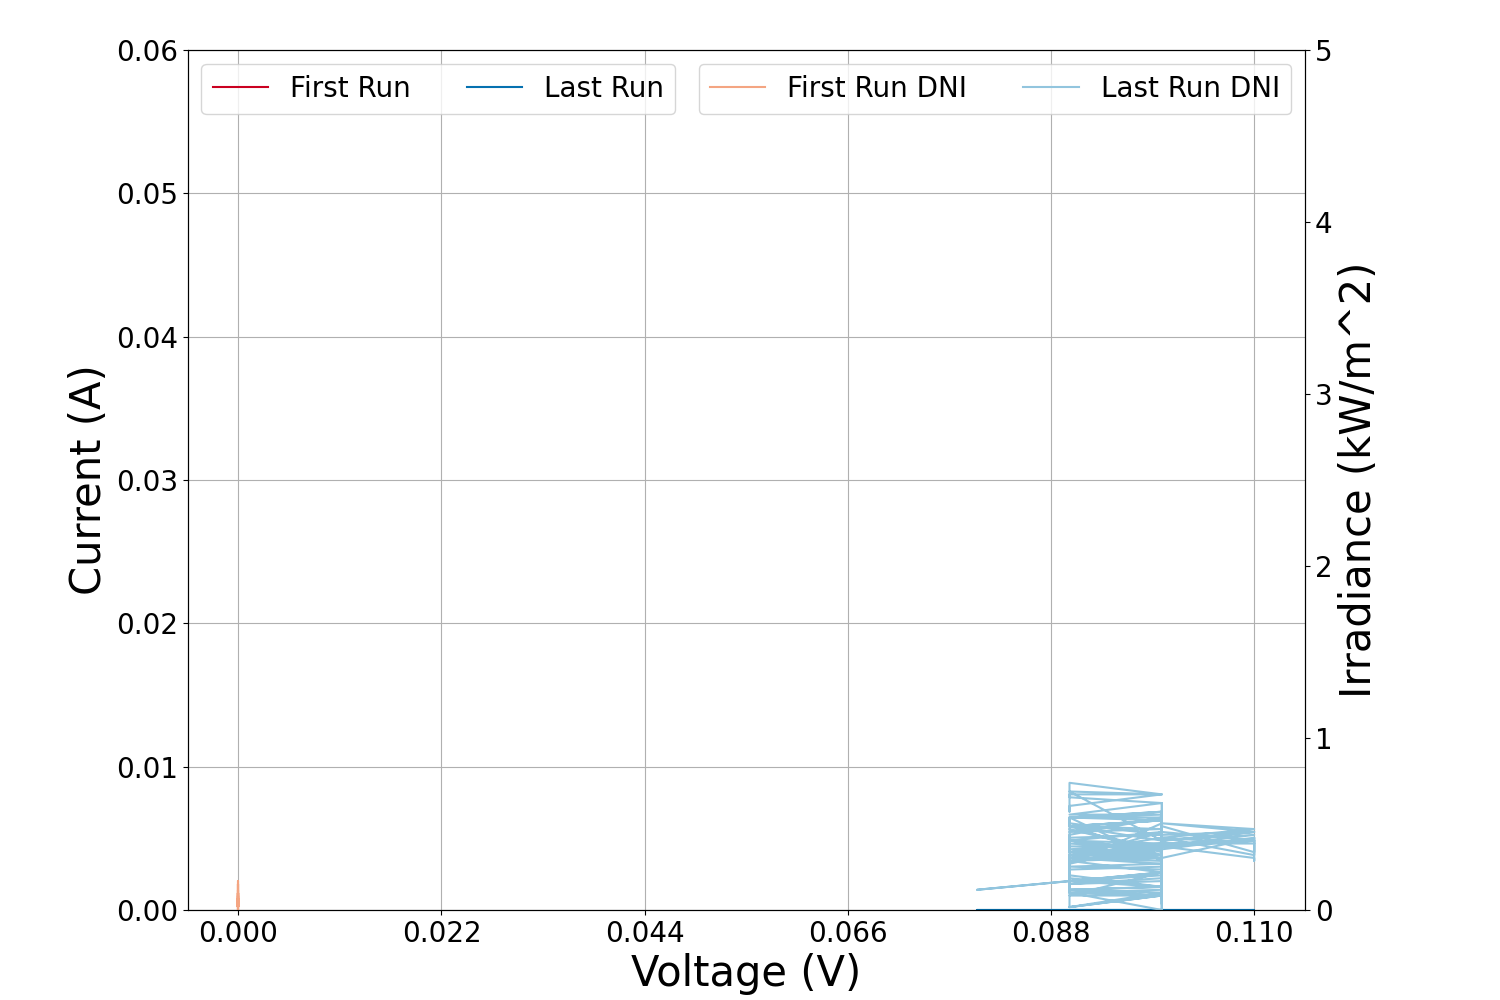 First Run
Last Run
First Run DNI
Last Run DNI
0.06
0.05
0.04
0.03
0.02
0.01
0.00
Current (A)
5
4
3
2
1
0
Irradiance (kW/m^2)
0.000 0.022 0.044 0.066 0.088 0.110
Voltage (V)